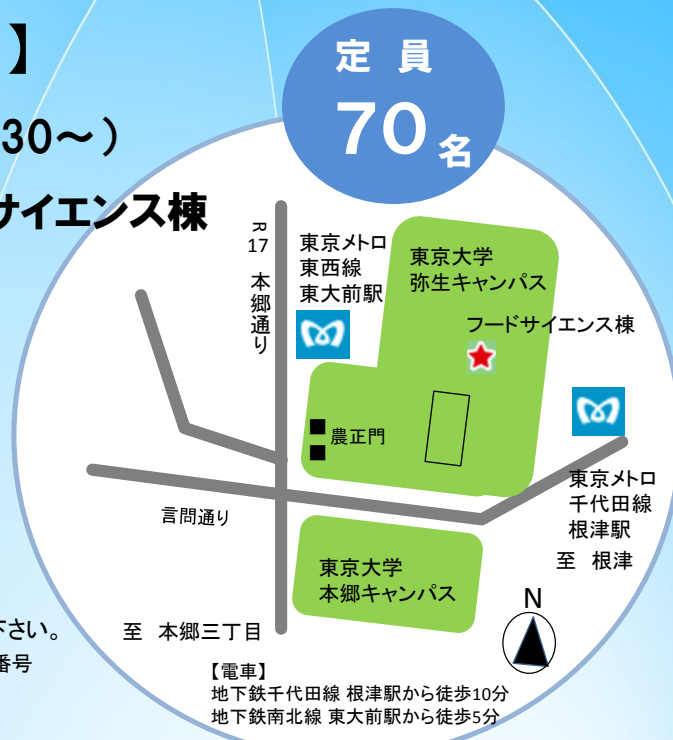 】
定 員
70名
30～）
サイエンス棟
R
17
本郷通り
東京メトロ
東西線
東大前駅
東京大学
弥生キャンパス
フードサイエンス棟
農正門
東京メトロ
千代田線
根津駅
至 根津
言問通り
東京大学
本郷キャンパス
N
下さい。
番号
至 本郷三丁目
【電車】
地下鉄千代田線 根津駅から徒歩10分
地下鉄南北線 東大前駅から徒歩5分